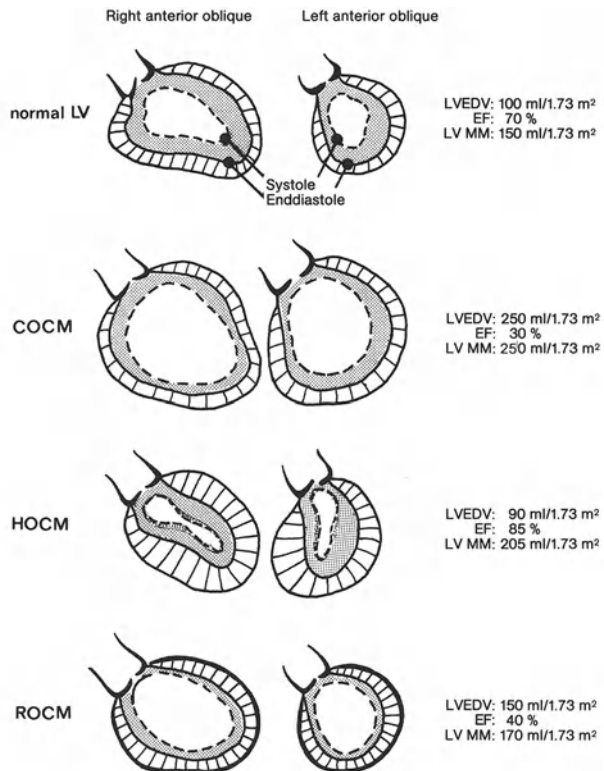 Right anterior oblique
Left anterior oblique
normal LV
LVEDV: 100 ml/1.73 m²
EF: 70 %
LV MM: 150 ml/1.73 m²
Systole
Enddiastole
COCM
LVEDV: 250 ml/1.73 m²
EF: 30 %
LV MM: 250 ml/1.73 m²
HOCM
LVEDV: 90 ml/1.73 m²
EF: 85 %
LV MM: 205 ml/1.73 m²
ROCM
LVEDV: 150 ml/1.73 m²
EF: 40 %
LV MM: 170 ml/1.73 m²